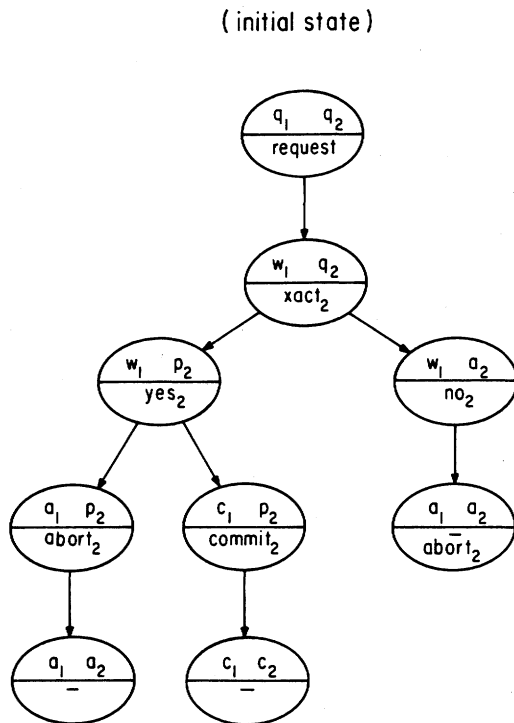 (initial state)
q₁ q₂
request
w₁ q₂
xact₂
w₁ p₂
yes₂
w₁ a₂
no₂
a₁ p₂
abort₂
c₁ p₂
commit₂
a₁ a₂
–
abort₂
a₁ a₂
–
c₁ c₂
–